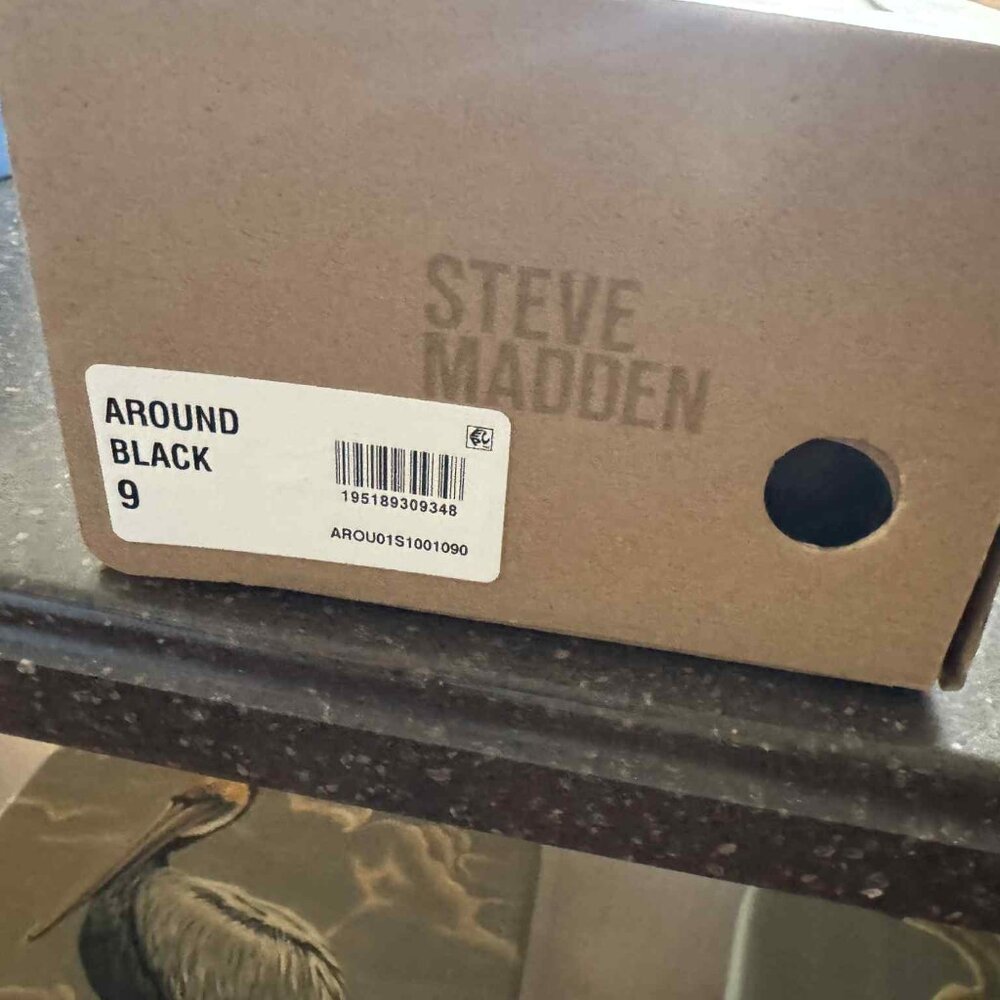 STEVE
MADDEN
AROUND
BLACK
9
195189309348
AROU01S1001090